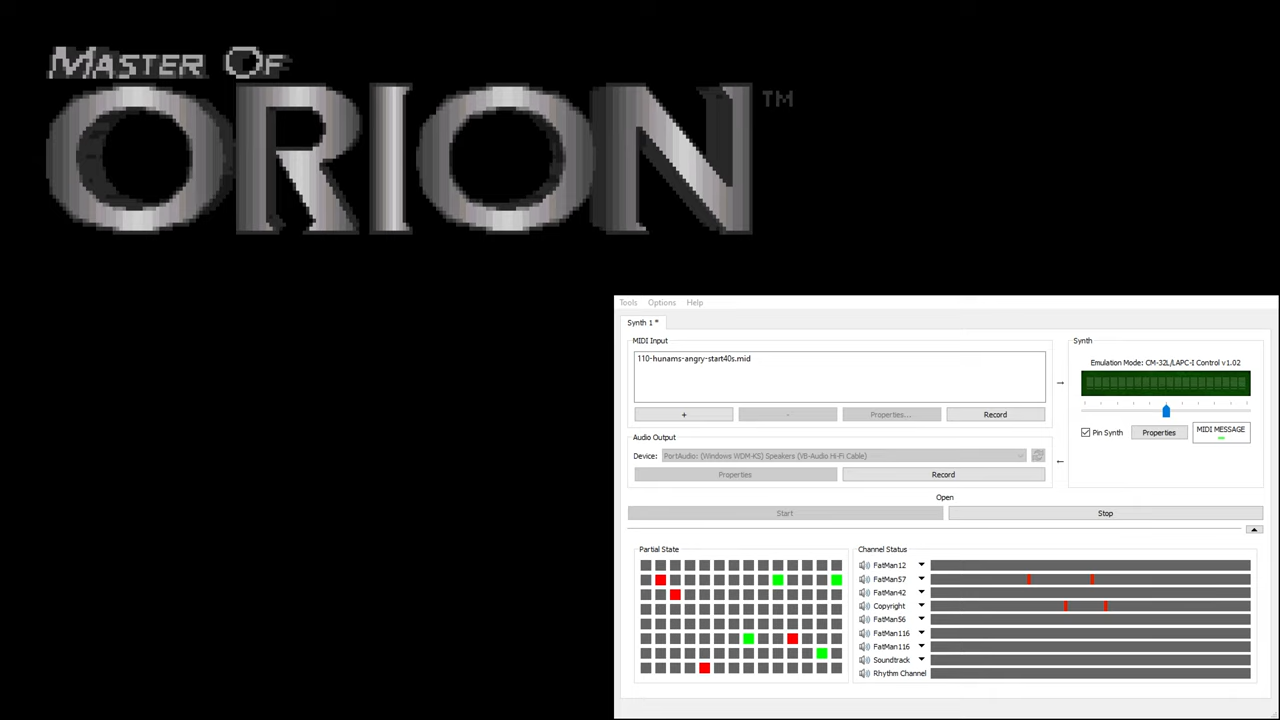 MASTER OF
ORION™
Tools Options Help
Synth 1 *
MIDI Input
110-hunams-angry-start40s.mid
+ - Properties... Record
Synth
Emulation Mode: CM-32L/LAPC-I Control v1.02
Pin Synth Properties MIDI MESSAGE
Audio Output
Device: PortAudio: (Windows WDM-KS) Speakers (VB-Audio Hi-Fi Cable)
Properties Record
Open
Start Stop
Partial State
Channel Status
FatMan12
FatMan57
FatMan42
Copyright
FatMan56
FatMan116
FatMan116
Soundtrack
Rhythm Channel